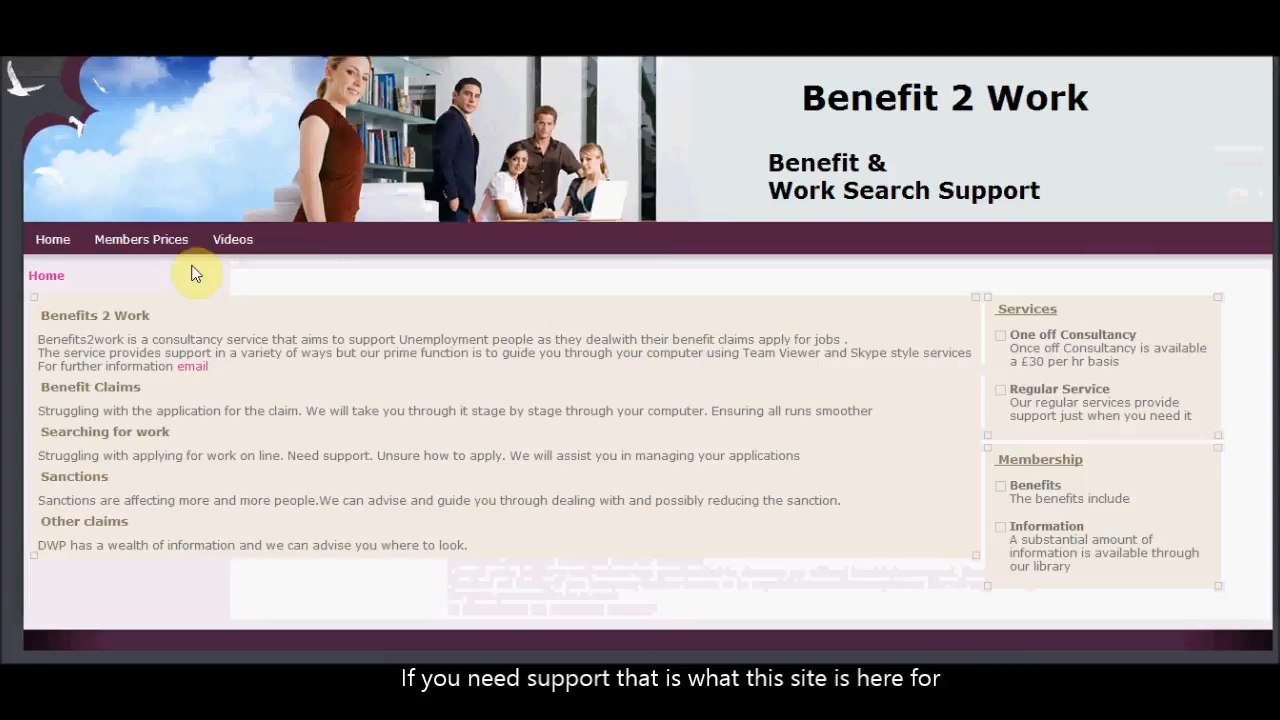 Benefit 2 Work
Benefit &
Work Search Support
Home
Members Prices
Videos
Home
Benefits 2 Work
Benefits2work is a consultancy service that aims to support Unemployment people as they dealwith their benefit claims apply for jobs .
The service provides support in a variety of ways but our prime function is to guide you through your computer using Team Viewer and Skype style services
For further information email
Benefit Claims
Struggling with the application for the claim. We will take you through it stage by stage through your computer. Ensuring all runs smoother
Searching for work
Struggling with applying for work on line. Need support. Unsure how to apply. We will assist you in managing your applications
Sanctions
Sanctions are affecting more and more people.We can advise and guide you through dealing with and possibly reducing the sanction.
Other claims
DWP has a wealth of information and we can advise you where to look.
Services
One off Consultancy
Once off Consultancy is available
a £30 per hr basis
Regular Service
Our regular services provide
support just when you need it
Membership
Benefits
The benefits include
Information
A substantial amount of
information is available through
our library
If you need support that is what this site is here for